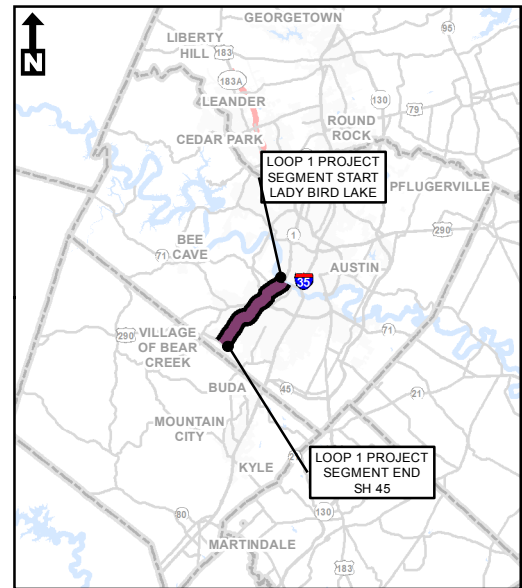 GEORGETOWN
95
LIBERTY
HILL
183
N
183A
LEANDER
130
79
CEDAR PARK
ROUND
ROCK
LOOP 1 PROJECT
SEGMENT START
LADY BIRD LAKE
PFLUGERVILLE
1
290
BEE
CAVE
71
AUSTIN
35
290
VILLAGE
OF BEAR
CREEK
71
BUDA
45
21
MOUNTAIN
CITY
LOOP 1 PROJECT
SEGMENT END
SH 45
KYLE
80
130
MARTINDALE
183